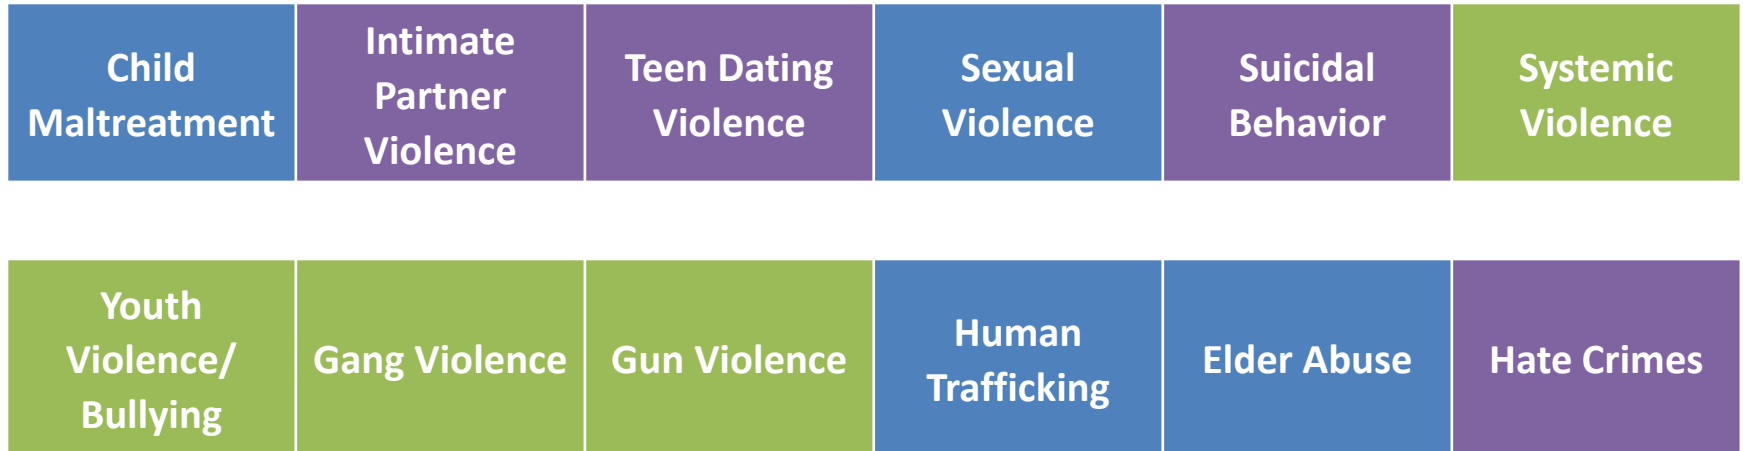 Child
Maltreatment
Intimate
Partner
Violence
Teen Dating
Violence
Sexual
Violence
Suicidal
Behavior
Systemic
Violence
Youth
Violence/
Bullying
Gang Violence
Gun Violence
Human
Trafficking
Elder Abuse
Hate Crimes